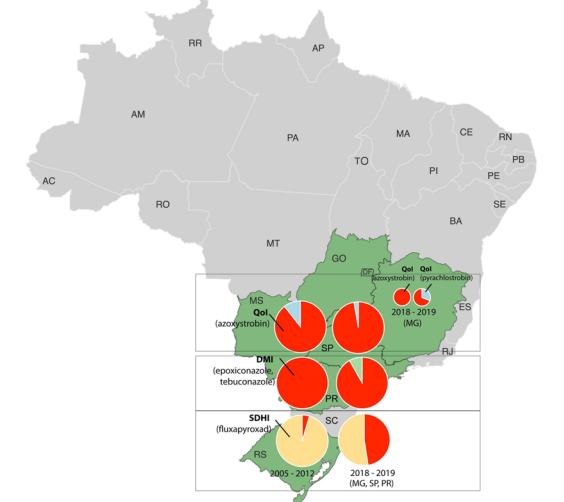 RR
AP
AM
PA
MA
CE
RN
PB
PI
PE
TO
SE
AC
RO
BA
MT
GO
DF
QoI QoI
(azoxystrobin) (pyrachlostrobin)
MS
ES
QoI
(azoxystrobin)
2018 - 2019
(MG)
SP
RJ
DMI
(epoxiconazole,
tebuconazole)
PR
SDHI
(fluxapyroxad)
SC
RS
2005 - 2012
2018 - 2019
(MG, SP, PR)